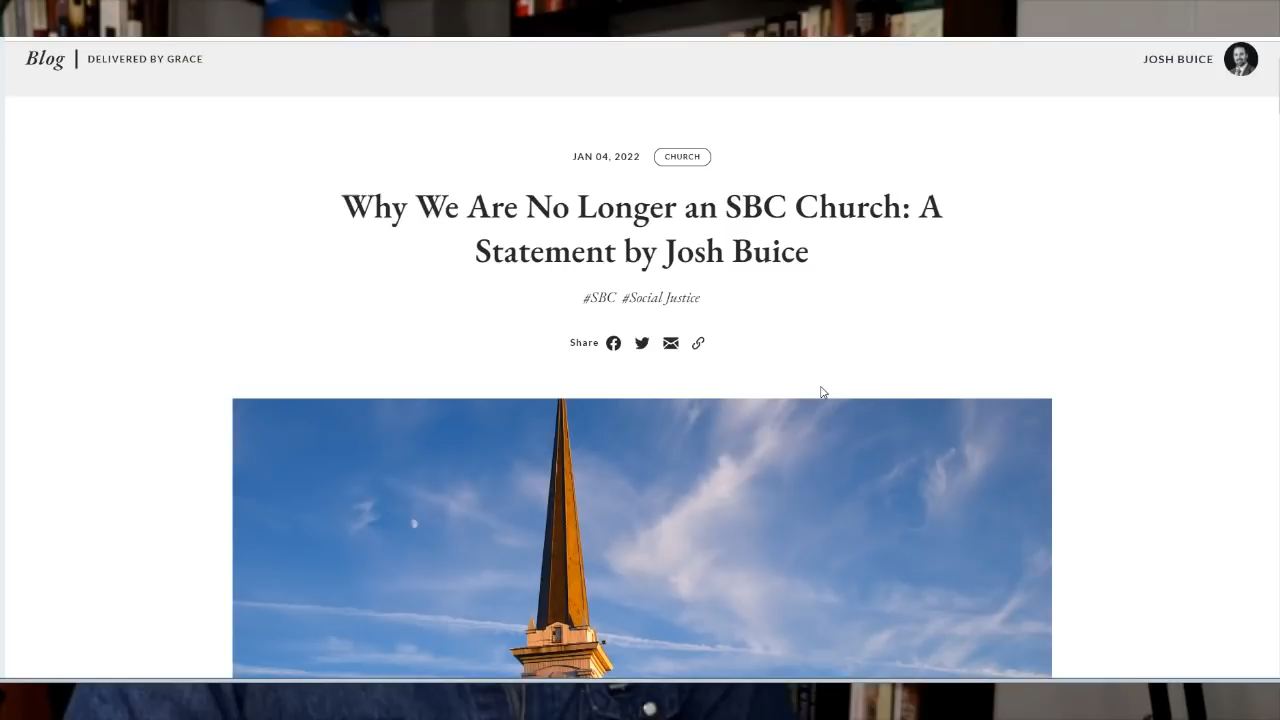 Blog | DELIVERED BY GRACE
JOSH BUICE
JAN 04, 2022 CHURCH
Why We Are No Longer an SBC Church: A
Statement by Josh Buice
#SBC #Social Justice
Share